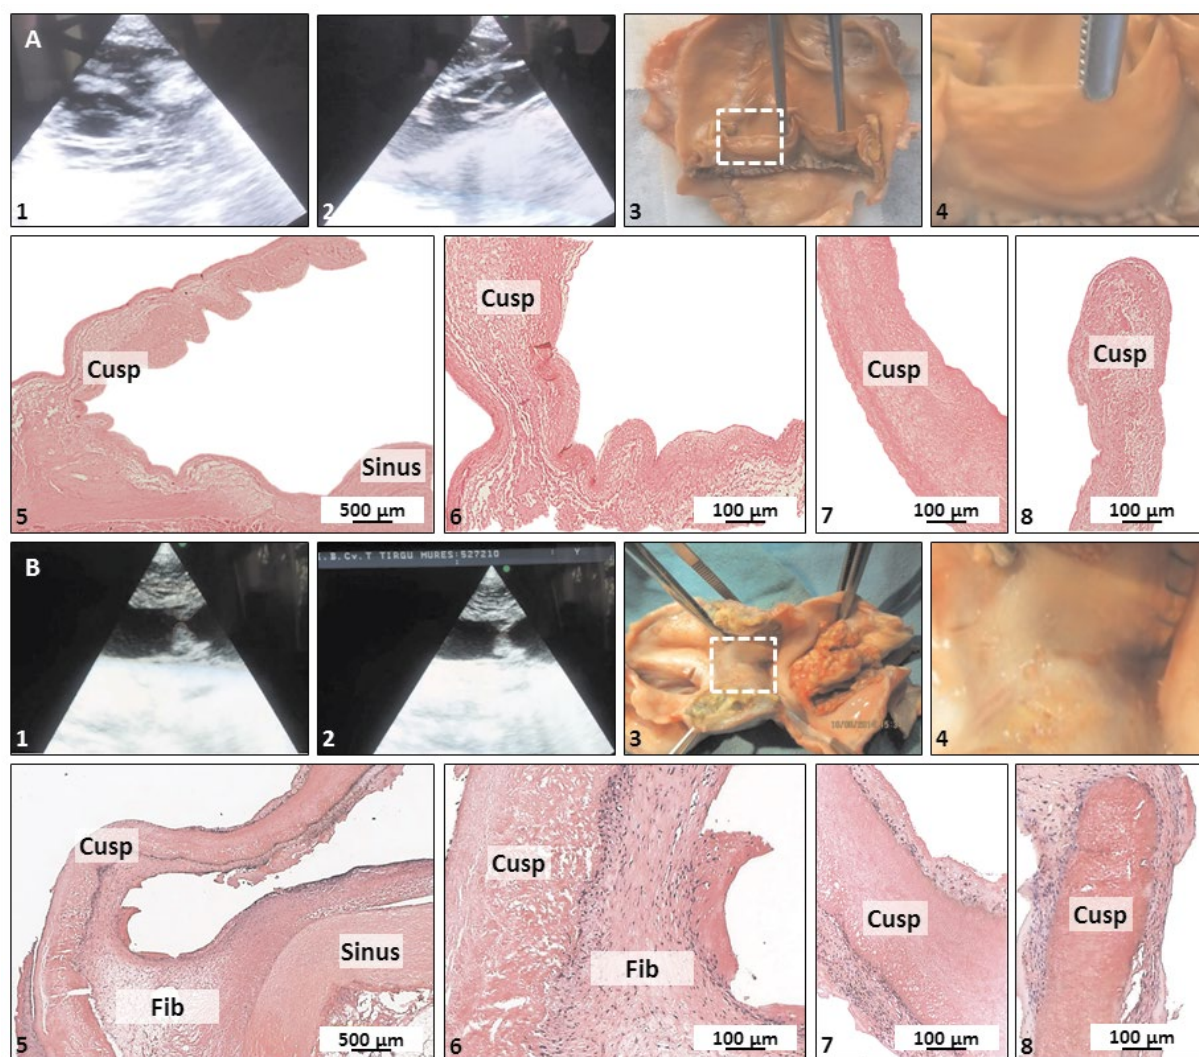 A
1
2
3
4
Cusp
Sinus
500 µm
5
Cusp
100 µm
6
Cusp
100 µm
7
Cusp
100 µm
8
B
1
. B. Cv. T TIRGU MURES:527210
Y
2
3
4
Cusp
Sinus
Fib
500 µm
5
Cusp
Fib
100 µm
6
Cusp
100 µm
7
Cusp
100 µm
8